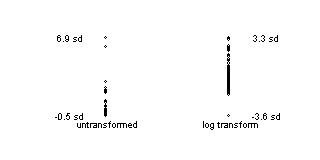 6.9 sd
3.3 sd
-0.5 sd
-3.6 sd
untransformed
log transform